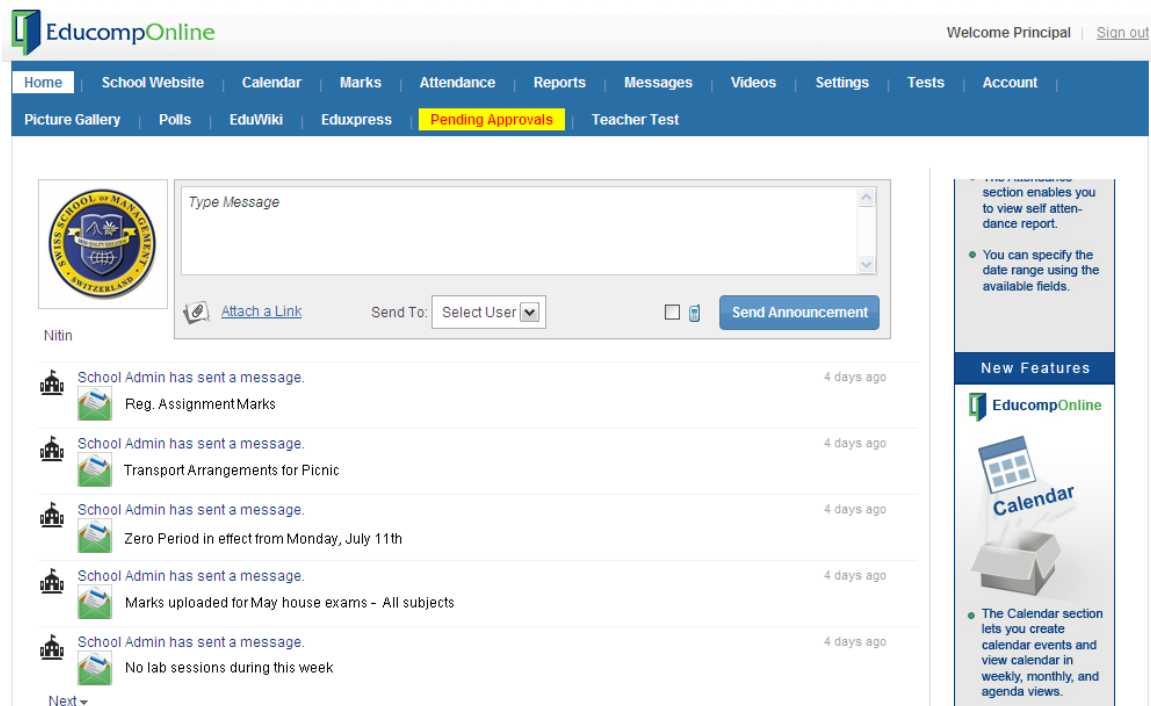 EducompOnline
Welcome Principal | Sign out
Home | School Website | Calendar | Marks | Attendance | Reports | Messages | Videos | Settings | Tests | Account |
Picture Gallery | Polls | EduWiki | Eduxpress | Pending Approvals | Teacher Test
SWISS SCHOOL OF MANAGEMENT
SWITZERLAND
Nitin
Type Message
Attach a Link
Send To: Select User
Send Announcement
School Admin has sent a message. 4 days ago
Reg. Assignment Marks
School Admin has sent a message. 4 days ago
Transport Arrangements for Picnic
School Admin has sent a message. 4 days ago
Zero Period in effect from Monday, July 11th
School Admin has sent a message. 4 days ago
Marks uploaded for May house exams - All subjects
School Admin has sent a message. 4 days ago
No lab sessions during this week
Next
The Attendance
section enables you
to view self atten-
dance report.
You can specify the
date range using the
available fields.
New Features
EducompOnline
Calendar
The Calendar section
lets you create
calendar events and
view calendar in
weekly, monthly, and
agenda views.